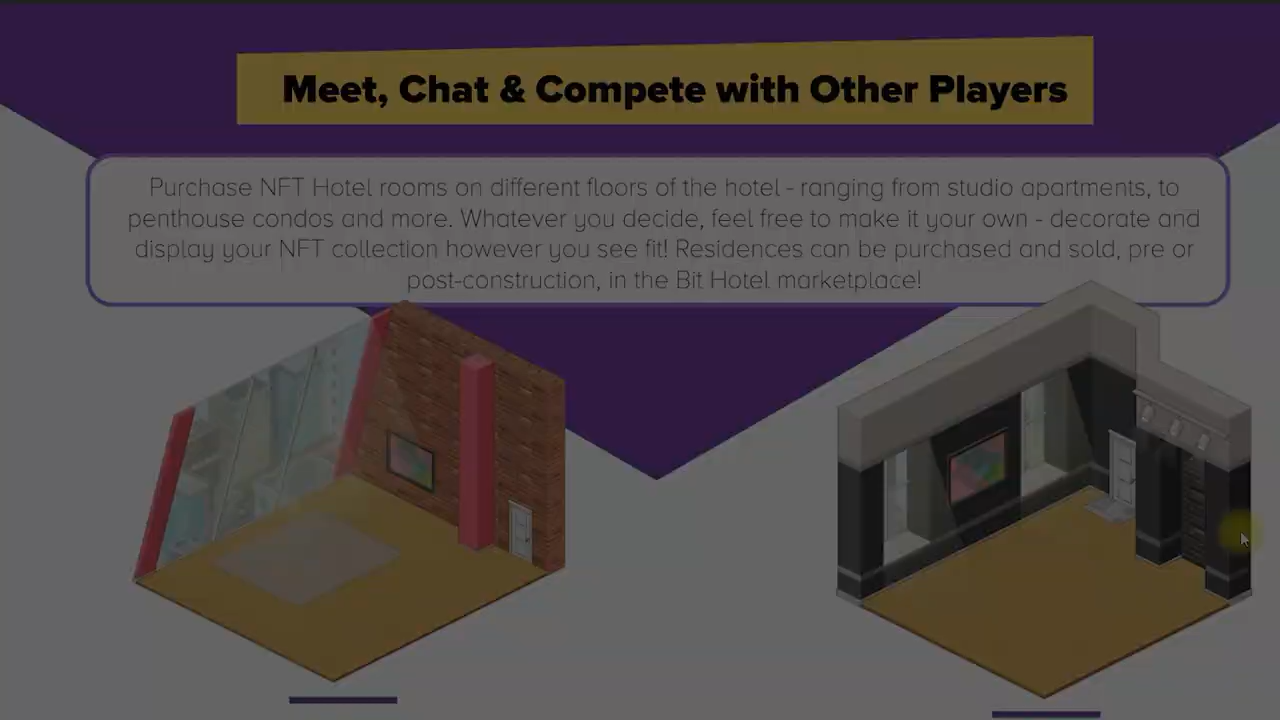 Meet, Chat & Compete with Other Players
Purchase NFT Hotel rooms on different floors of the hotel - ranging from studio apartments, to
penthouse condos and more. Whatever you decide, feel free to make it your own - decorate and
display your NFT collection however you see fit! Residences can be purchased and sold, pre or
post-construction, in the Bit Hotel marketplace!